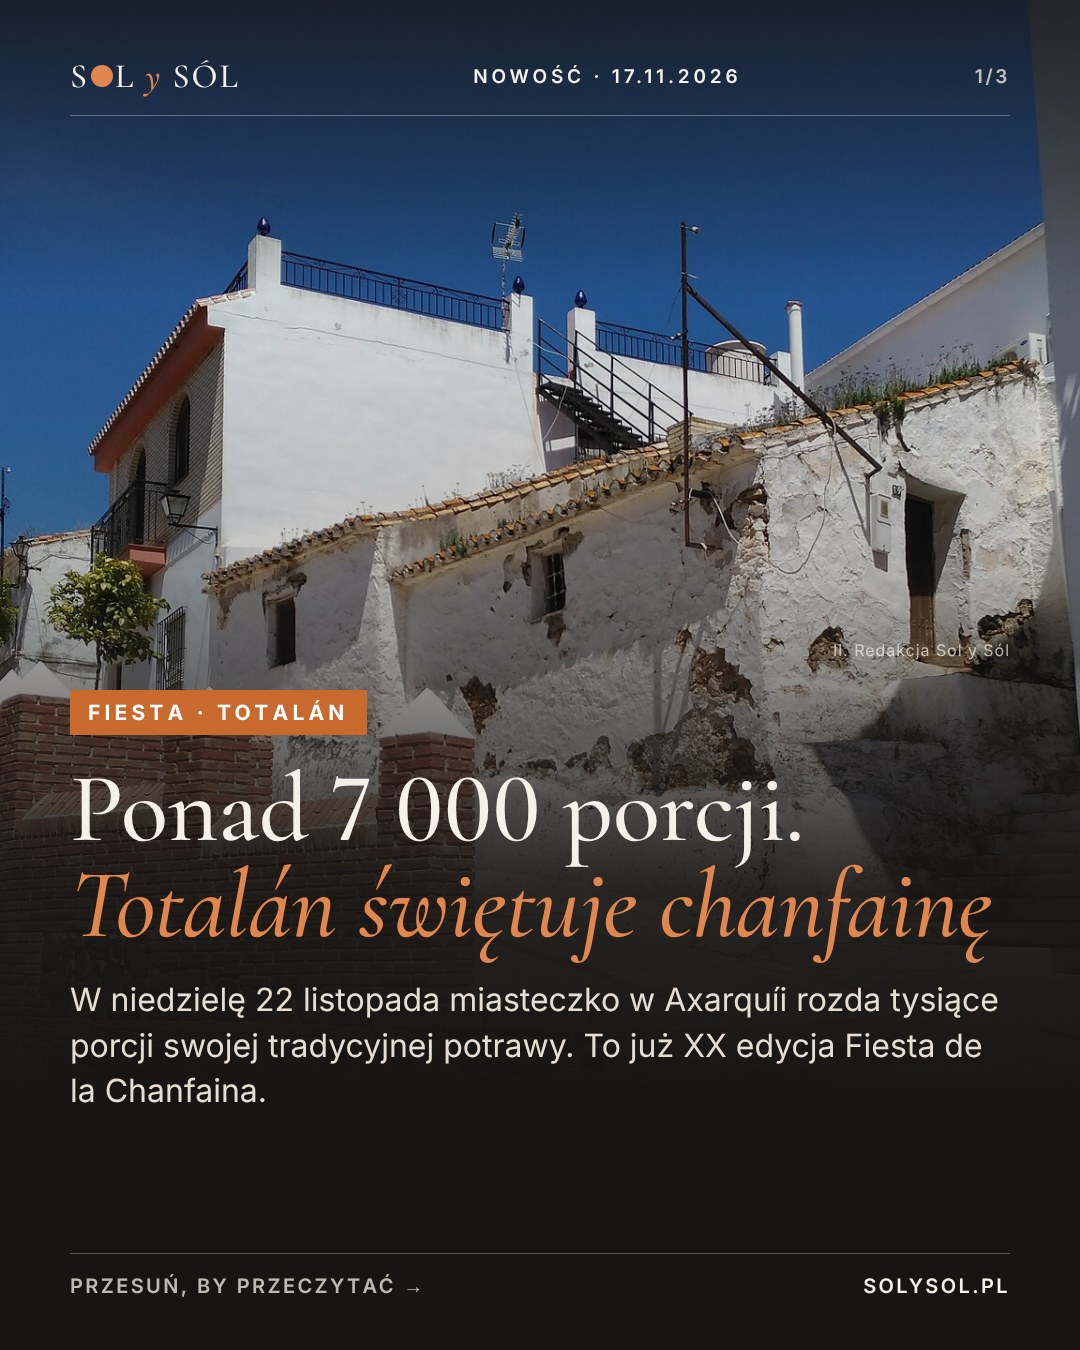 SOL y SÓL
NOWOŚĆ · 17.11.2026
1/3
Il. Redakcja Sol y Sól
FIESTA · TOTALÁN
Ponad 7 000 porcji.
Totalán świętuje chanfainę
W niedzielę 22 listopada miasteczko w Axarquíi rozda tysiące
porcji swojej tradycyjnej potrawy. To już XX edycja Fiesta de
la Chanfaina.
PRZESUŃ, BY PRZECZYTAĆ →
SOLYSOL.PL